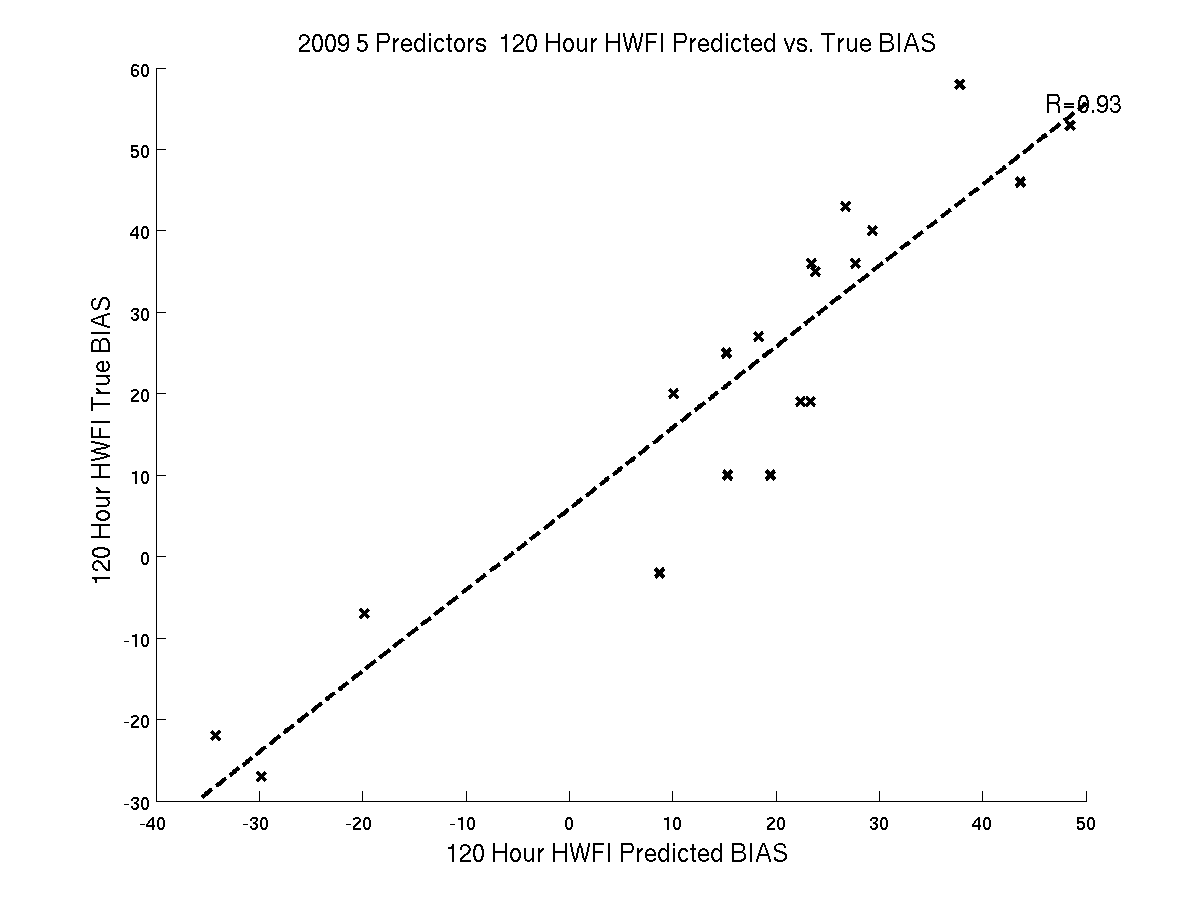 2009 5 Predictors 120 Hour HWFI Predicted vs. True BIAS
R=0.93
60
50
40
30
20
10
0
-10
-20
-30
120 Hour HWFI True BIAS
-40 -30 -20 -10 0 10 20 30 40 50
120 Hour HWFI Predicted BIAS